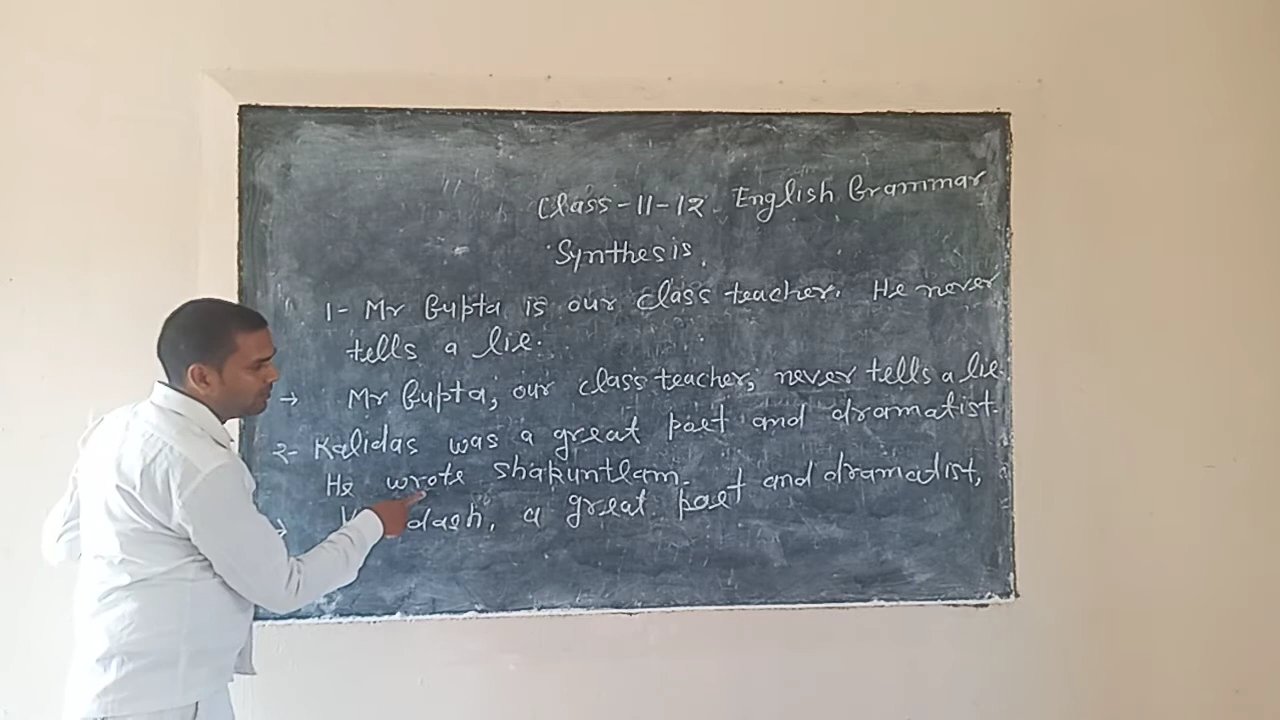 Class-11-12 English Grammar
Synthesis.
1- Mr Gupta is our class teacher. He never
tells a lie.
→ Mr Gupta, our class teacher, never tells a lie.
२- Kalidas was a great poet and dramatist.
He wrote shakuntlam.
→ a great poet and dramatist,